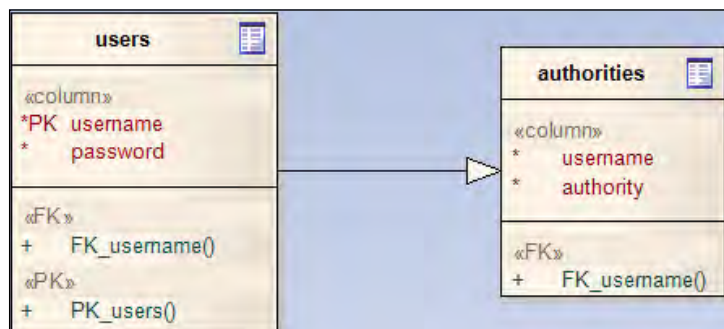 users
«column»
*PK username
* password
«FK»
+ FK_username()
«PK»
+ PK_users()
authorities
«column»
* username
* authority
«FK»
+ FK_username()